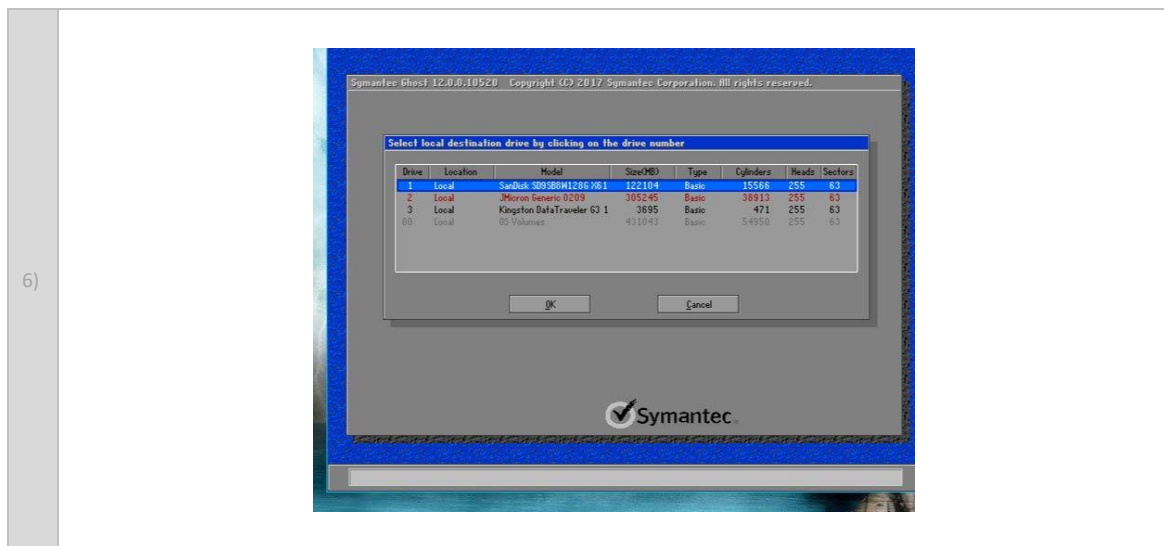 6)
Symantec Ghost 12.0.0.10520 Copyright (C) 2017 Symantec Corporation. All rights reserved.
Select local destination drive by clicking on the drive number
Drive Location Model Size(MB) Type Cylinders Heads Sectors
1 Local SanDisk SD9SB8W128G X61 122104 Basic 15566 255 63
2 Local JMicron Generic 0209 305245 Basic 38913 255 63
3 Local Kingston DataTraveler G3 1 3695 Basic 471 255 63
80 Local OS Volumes 431043 Basic 54950 255 63
OK Cancel
Symantec